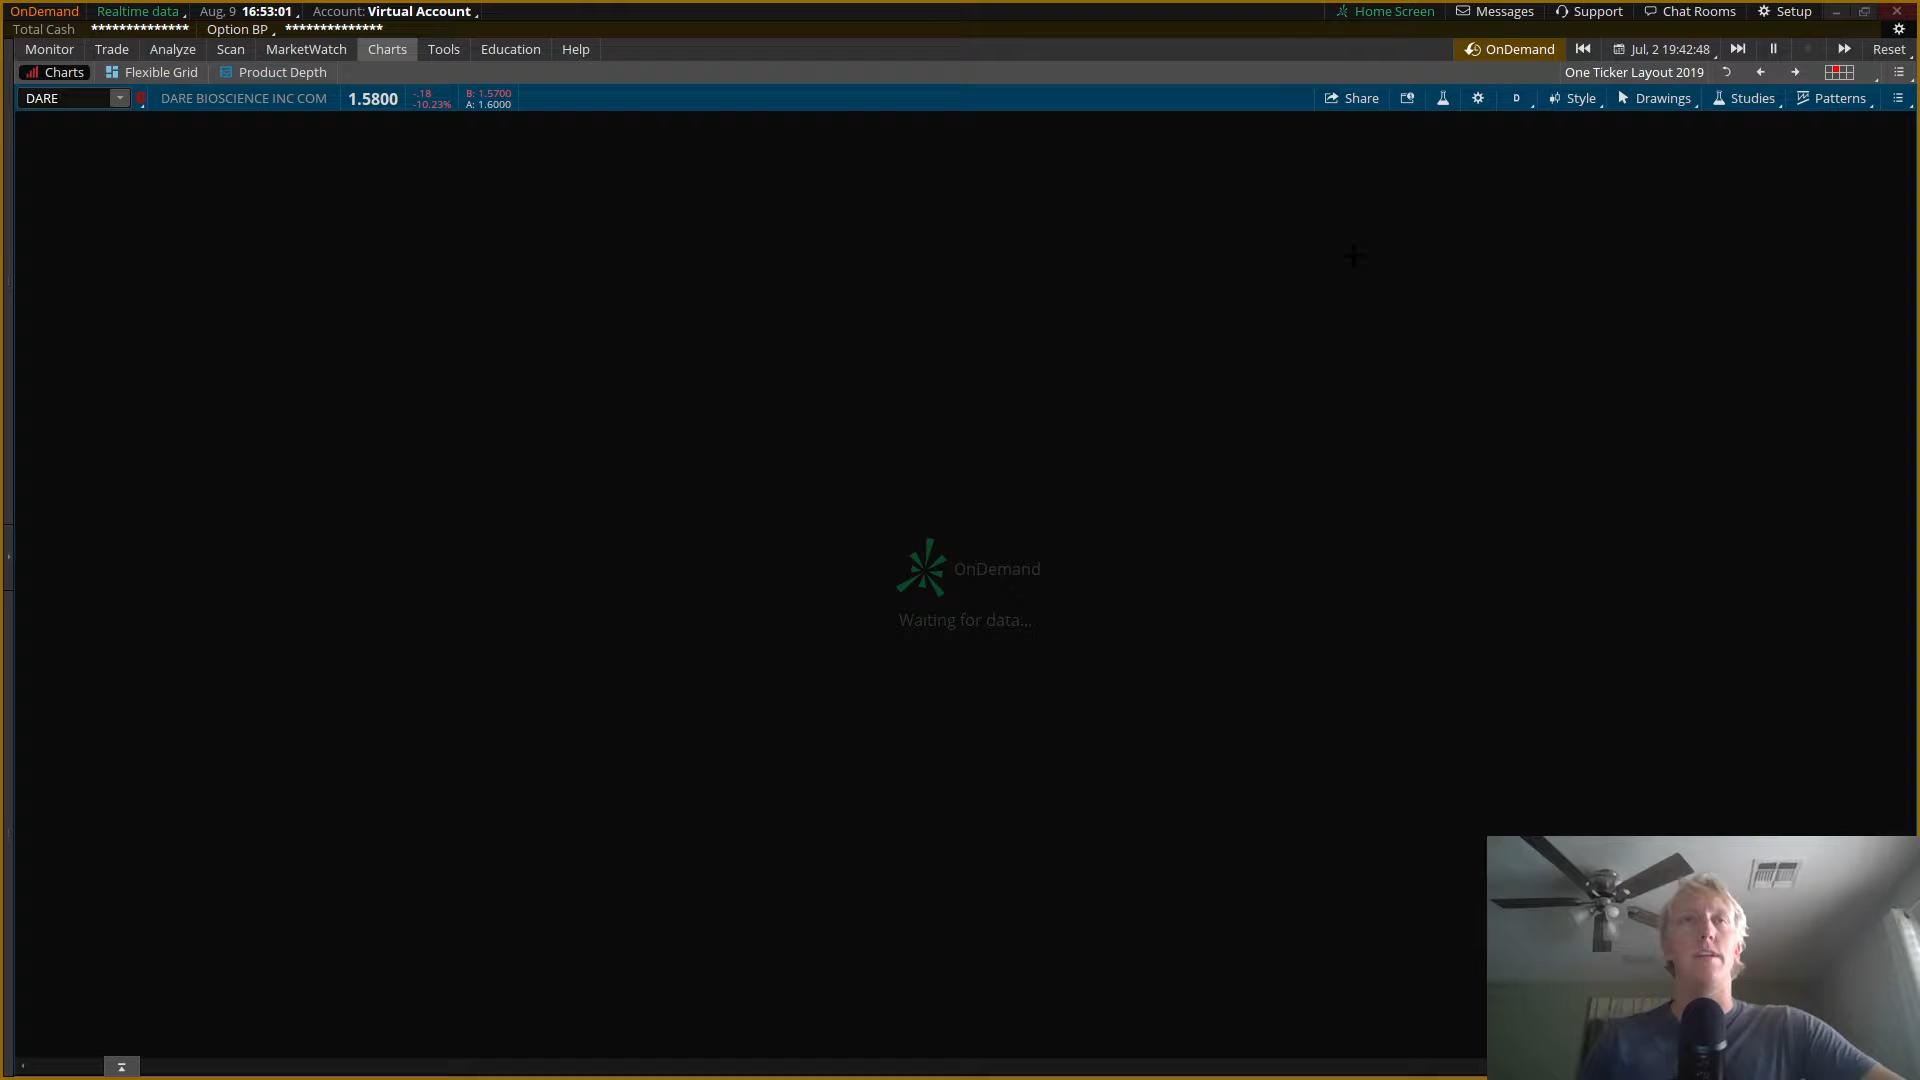 OnDemand Realtime data Aug, 9 16:53:01 Account: Virtual Account Home Screen Messages Support Chat Rooms Setup
Total Cash ************** Option BP **************
Monitor Trade Analyze Scan MarketWatch Charts Tools Education Help OnDemand Jul, 2 19:42:48 Reset
Charts Flexible Grid Product Depth One Ticker Layout 2019
DARE DARE BIOSCIENCE INC COM 1.5800 -.18 B: 1.5700 Share D Style Drawings Studies Patterns
-10.23% A: 1.6000
OnDemand
Waiting for data...